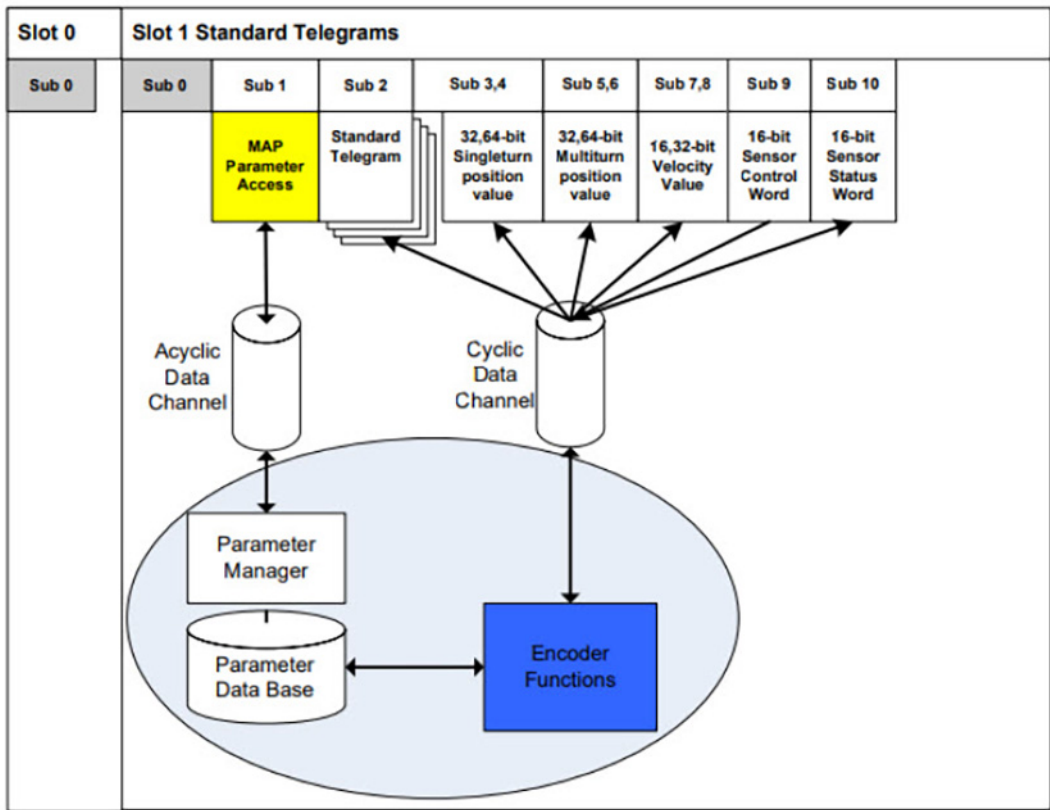 Slot 0
Slot 1 Standard Telegrams
Sub 0
Sub 0
Sub 1
Sub 2
Sub 3,4
Sub 5,6
Sub 7,8
Sub 9
Sub 10
MAP
Parameter
Access
Standard
Telegram
32,64-bit
Singleturn
position
value
32,64-bit
Multiturn
position
value
16,32-bit
Velocity
Value
16-bit
Sensor
Control
Word
16-bit
Sensor
Status
Word
Acyclic
Data
Channel
Cyclic
Data
Channel
Parameter
Manager
Parameter
Data Base
Encoder
Functions